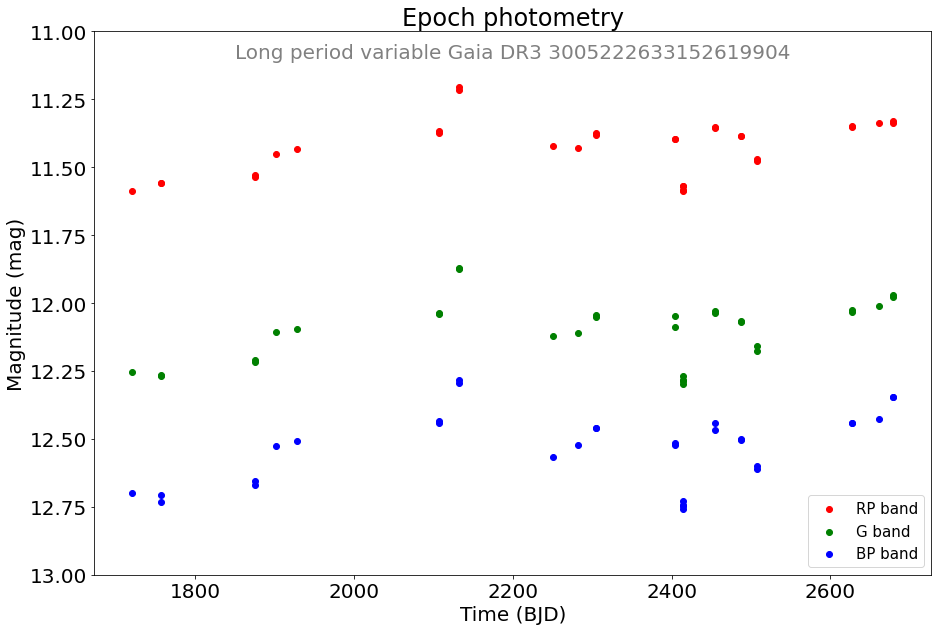 Epoch photometry
Long period variable Gaia DR3 3005222633152619904
Magnitude (mag)
11.00
11.25
11.50
11.75
12.00
12.25
12.50
12.75
13.00
RP band
G band
BP band
1800 2000 2200 2400 2600
Time (BJD)